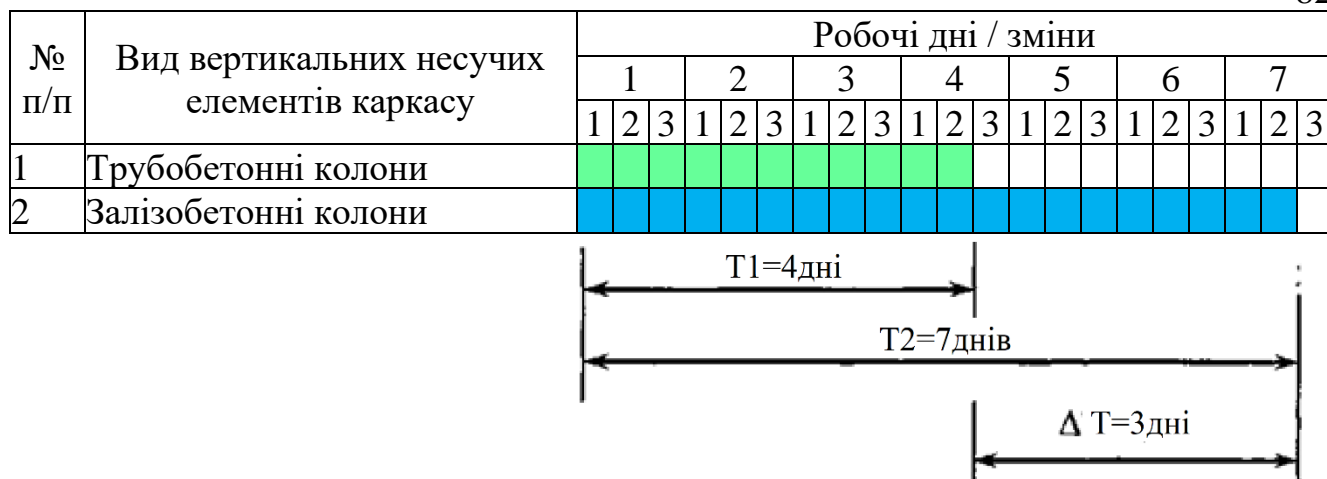 Робочі дні / зміни
№ п/п
Вид вертикальних несучих
елементів каркасу
1 2 3 4 5 6 7
1 2 3 1 2 3 1 2 3 1 2 3 1 2 3 1 2 3 1 2 3
1 Трубобетонні колони
2 Залізобетонні колони
T1=4дні
T2=7днів
Δ T=3дні